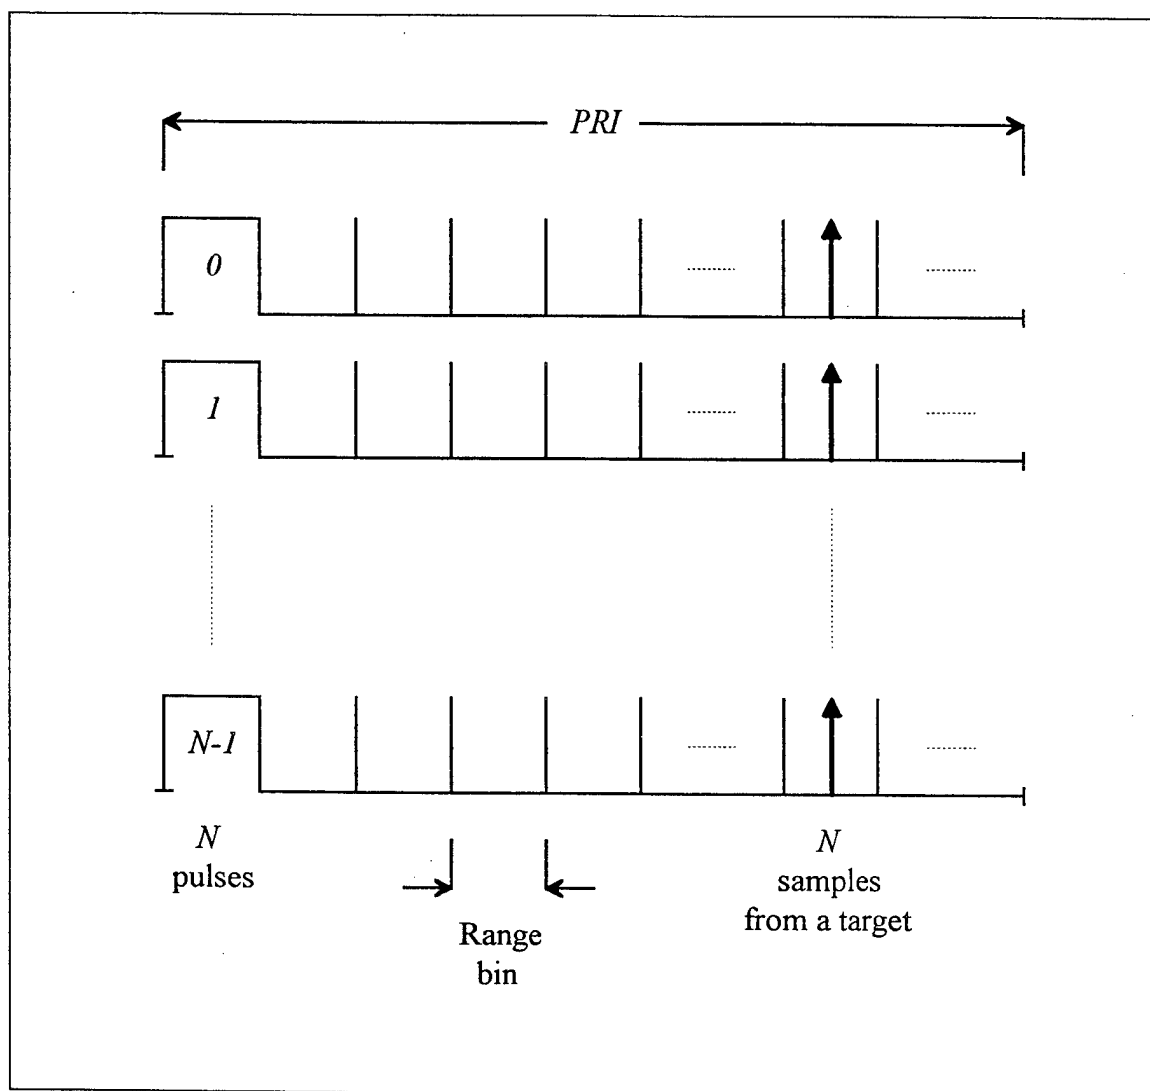 PRI
0
1
N-1
N
pulses
Range
bin
N
samples
from a target